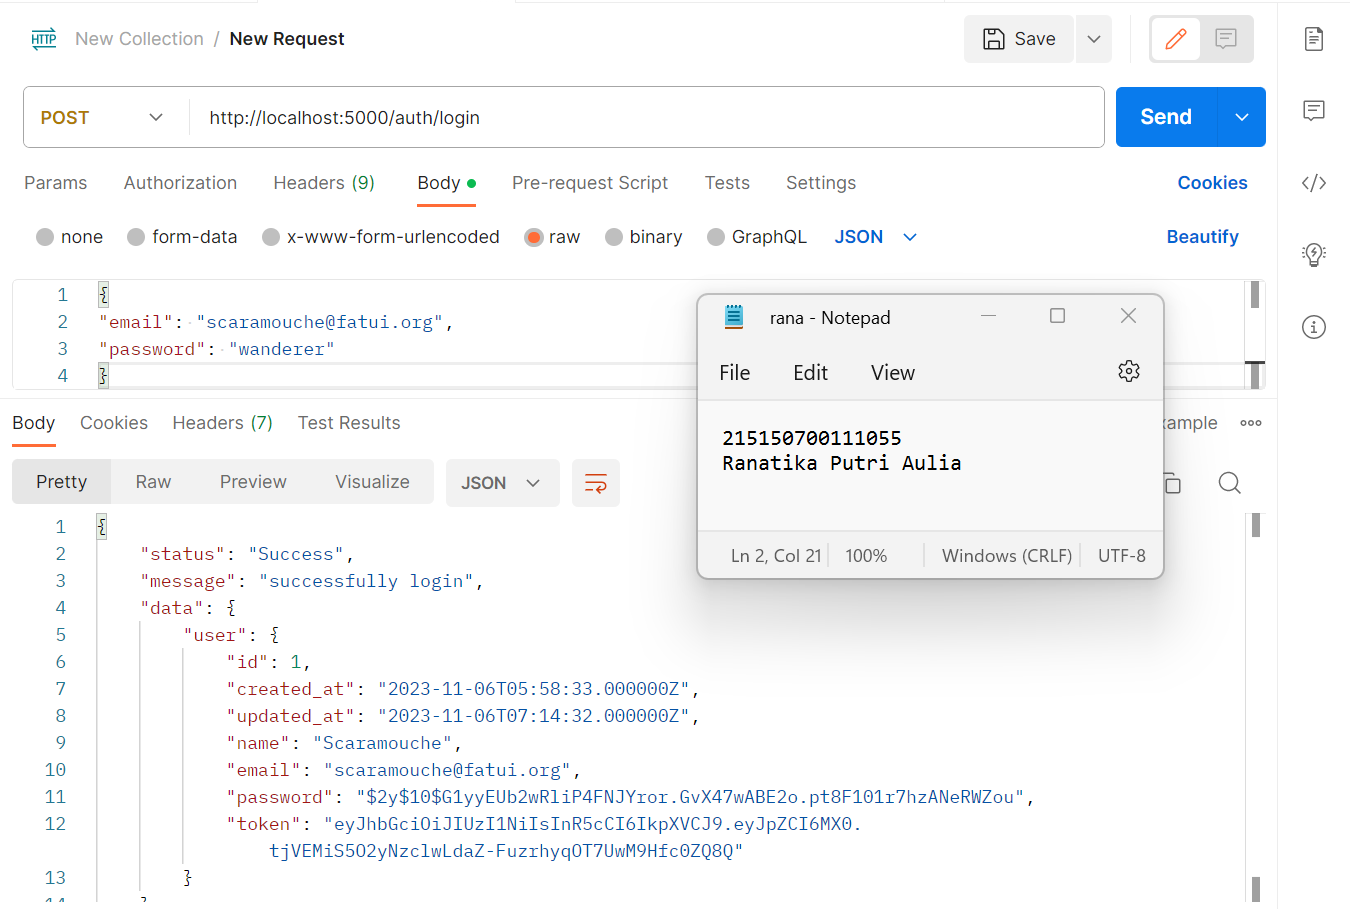 HTTP New Collection / New Request Save
POST http://localhost:5000/auth/login Send
Params Authorization Headers (9) Body Pre-request Script Tests Settings Cookies
none form-data x-www-form-urlencoded raw binary GraphQL JSON Beautify
1 {
2 "email": "scaramouche@fatui.org",
3 "password": "wanderer"
4 }
rana - Notepad
File Edit View
215150700111055
Ranatika Putri Aulia
Ln 2, Col 21 100% Windows (CRLF) UTF-8
Body Cookies Headers (7) Test Results xample
Pretty Raw Preview Visualize JSON
1 {
2 "status": "Success",
3 "message": "successfully login",
4 "data": {
5 "user": {
6 "id": 1,
7 "created_at": "2023-11-06T05:58:33.000000Z",
8 "updated_at": "2023-11-06T07:14:32.000000Z",
9 "name": "Scaramouche",
10 "email": "scaramouche@fatui.org",
11 "password": "$2y$10$G1yyEUb2wRliP4FNJYror.GvX47wABE2o.pt8F101r7hzANeRWZou",
12 "token": "eyJhbGciOiJIUzI1NiIsInR5cCI6IkpXVCJ9.eyJpZCI6MX0.
tjVEMiS5O2yNzclwLdaZ-FuzrhyqOT7UwM9Hfc0ZQ8Q"
13 }